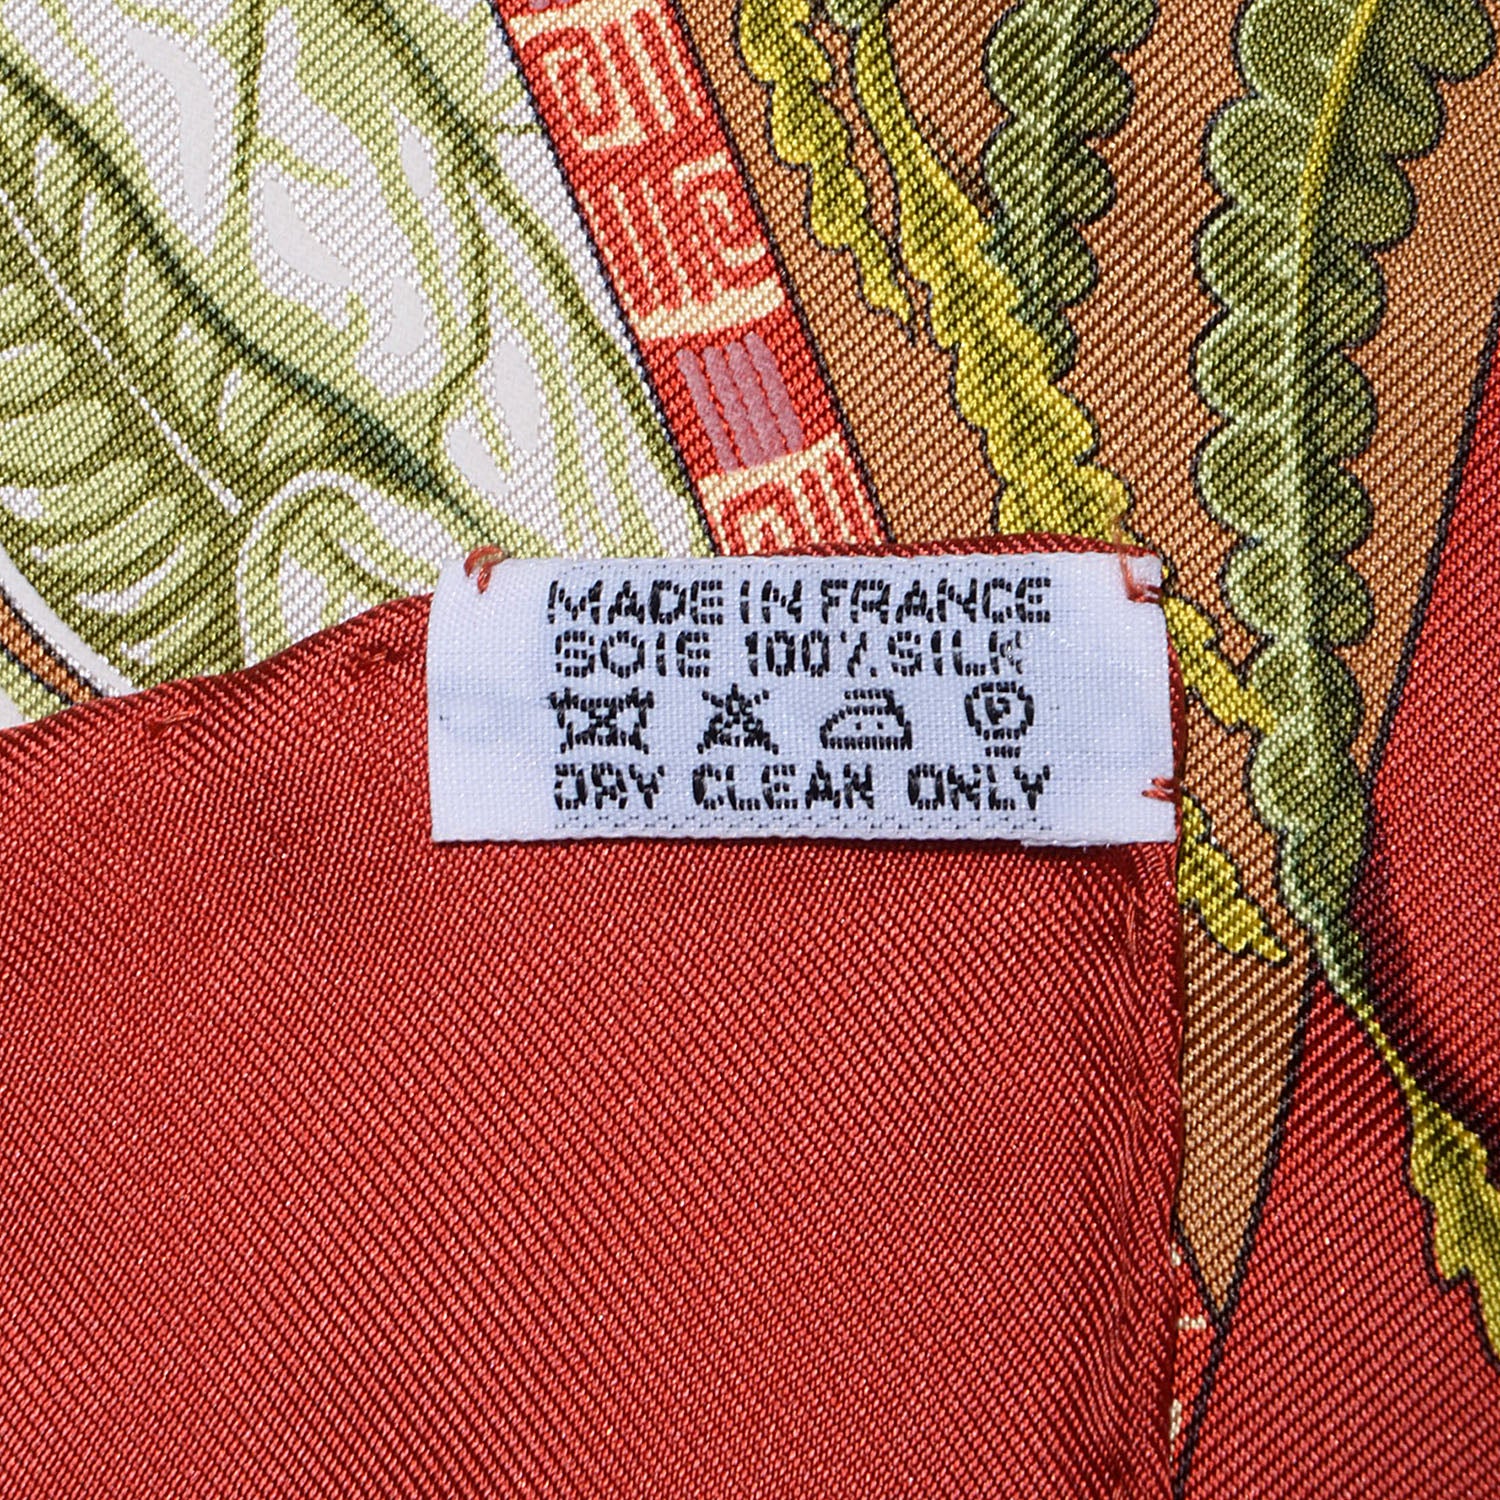 MADE IN FRANCE
SOIE 100% SILK
P
DRY CLEAN ONLY